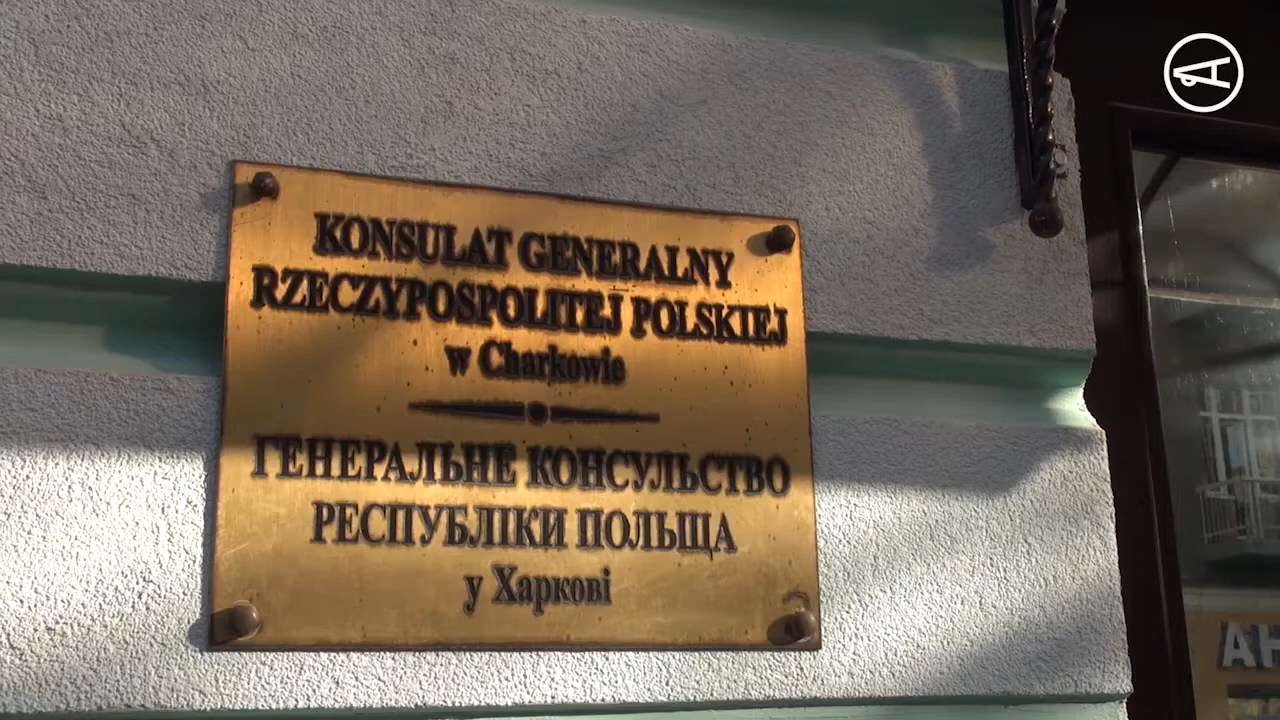 KONSULAT GENERALNY
RZECZYPOSPOLITEJ POLSKIEJ
w Charkowie
ГЕНЕРАЛЬНЕ КОНСУЛЬСТВО
РЕСПУБЛІКИ ПОЛЬЩА
у Харкові